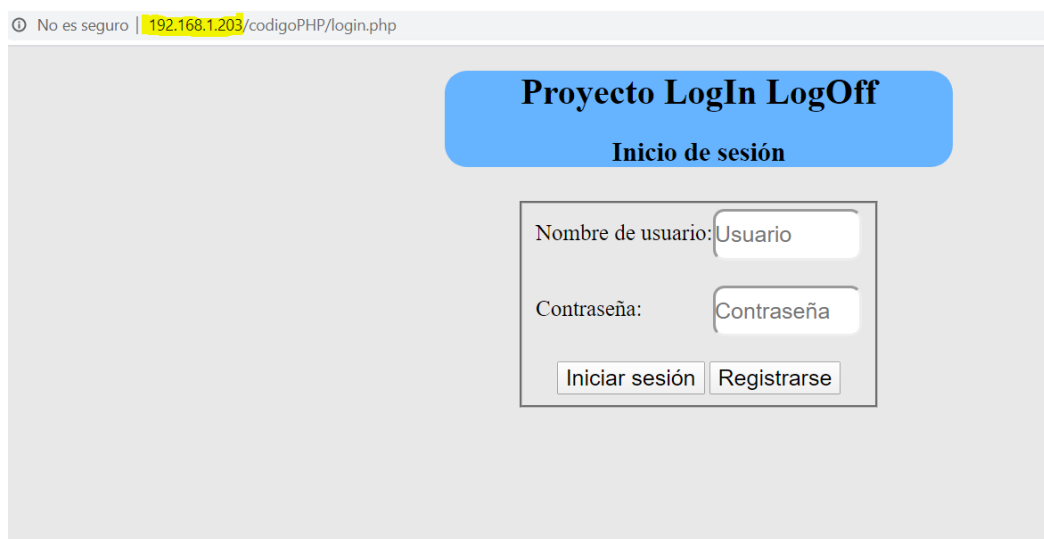 No es seguro | 192.168.1.203/codigoPHP/login.php
Proyecto LogIn LogOff
Inicio de sesión
Nombre de usuario: Usuario
Contraseña: Contraseña
Iniciar sesión Registrarse